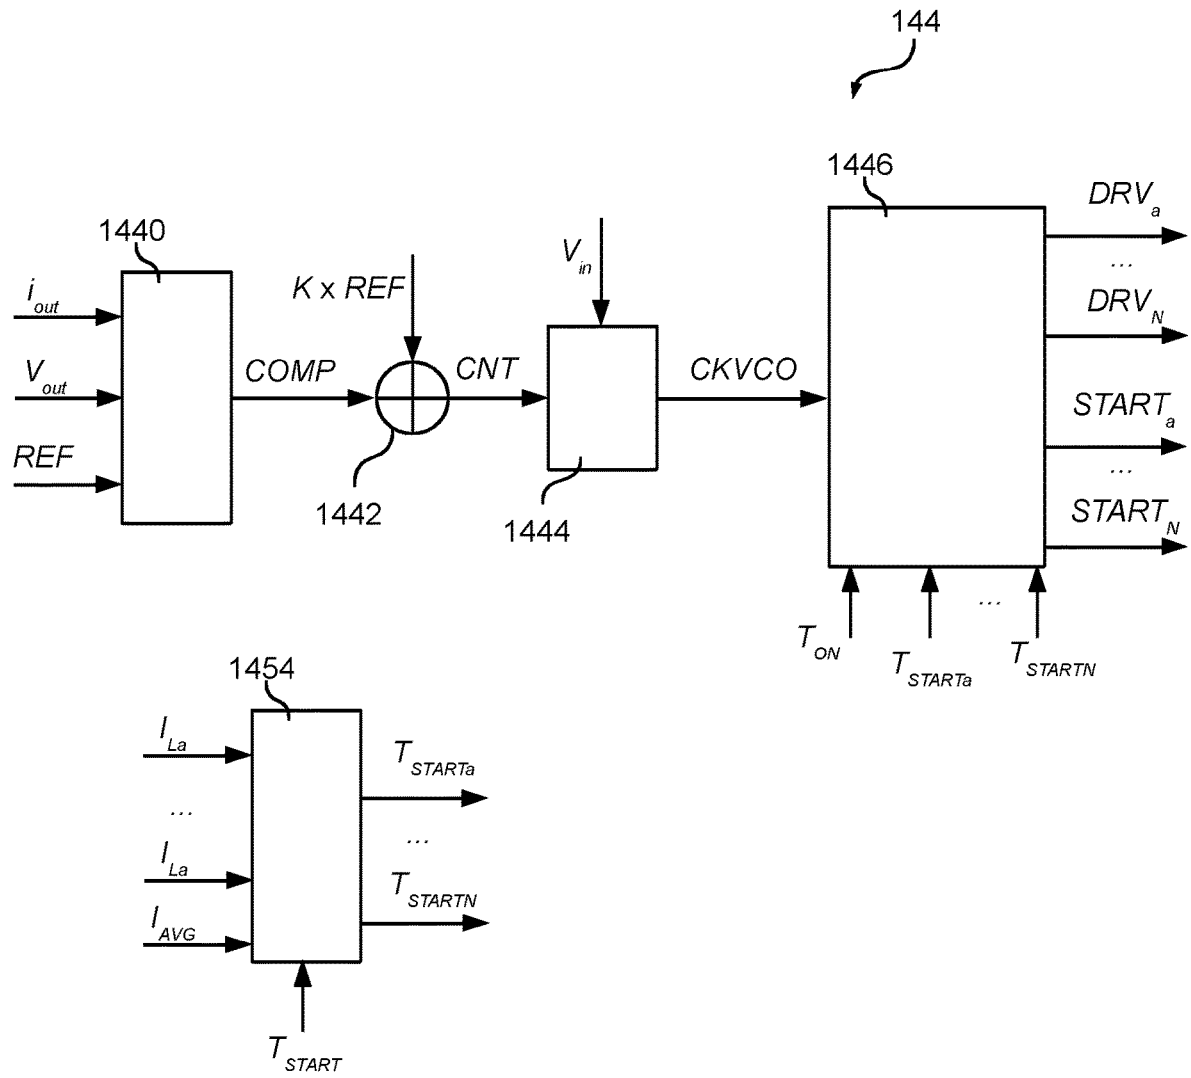 144
1446
DRVa
...
DRVN
STARTa
...
STARTN
1440
iout
Vout
REF
COMP
K x REF
1442
CNT
Vin
1444
CKVCO
TON
TSTARTa
...
TSTARTN
1454
ILa
...
ILa
IAVG
TSTARTa
...
TSTARTN
TSTART